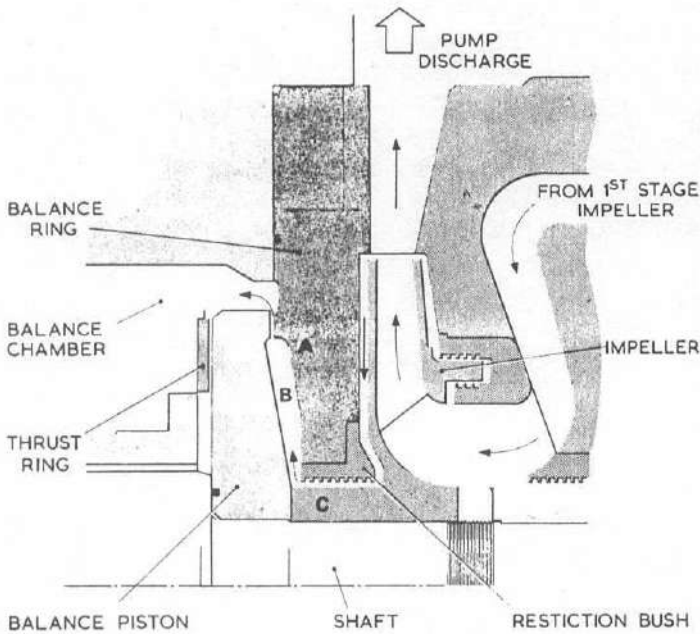 PUMP
DISCHARGE
BALANCE
RING
FROM 1ST STAGE
IMPELLER
BALANCE
CHAMBER
A
IMPELLER
B
THRUST
RING
C
BALANCE PISTON
SHAFT
RESTICTION BUSH